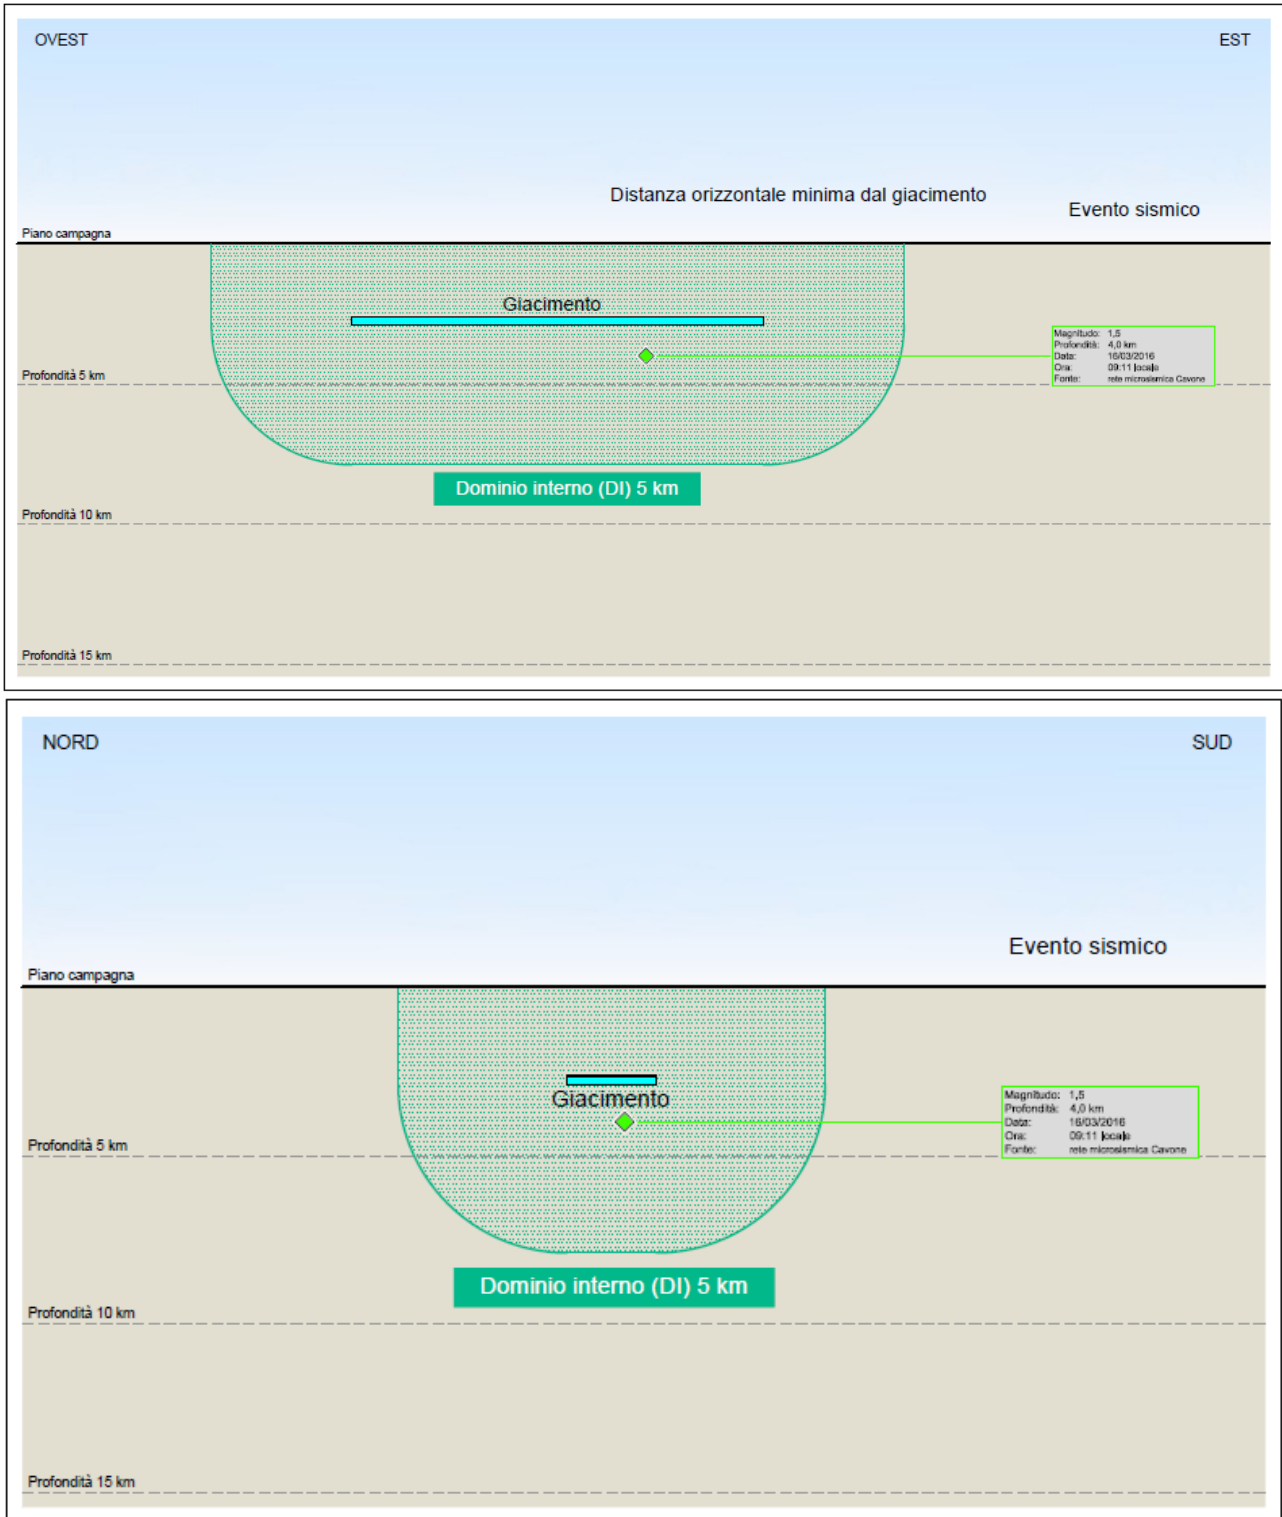 OVEST EST
Distanza orizzontale minima dal giacimento
Evento sismico
Piano campagna
Giacimento
Magnitudo: 1,5
Profondità: 4,0 km
Data: 16/03/2016
Ora: 09:11 locale
Fonte: rete microsismica Cavone
Profondità 5 km
Dominio interno (DI) 5 km
Profondità 10 km
Profondità 15 km
NORD SUD
Evento sismico
Piano campagna
Giacimento
Magnitudo: 1,5
Profondità: 4,0 km
Data: 16/03/2016
Ora: 09:11 locale
Fonte: rete microsismica Cavone
Profondità 5 km
Dominio interno (DI) 5 km
Profondità 10 km
Profondità 15 km